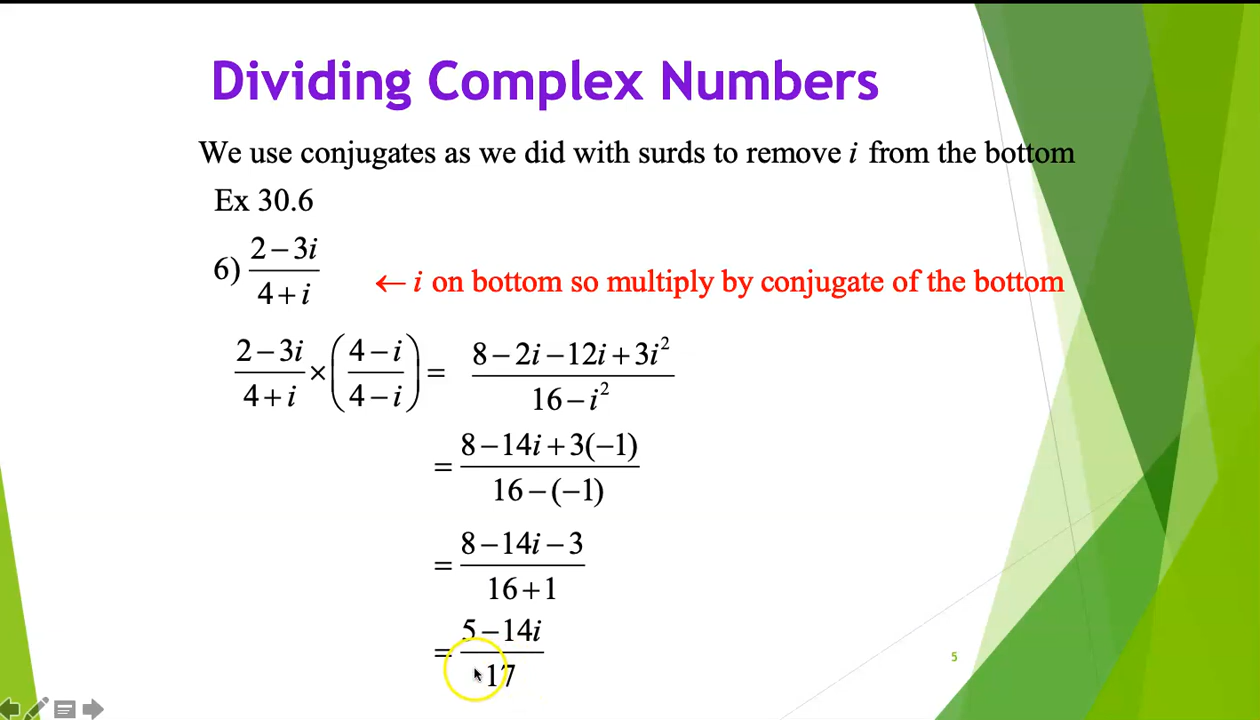 Dividing Complex Numbers
We use conjugates as we did with surds to remove i from the bottom
Ex 30.6
6) (2 − 3i)/(4 + i) ← i on bottom so multiply by conjugate of the bottom
(2 − 3i)/(4 + i) × ((4 − i)/(4 − i)) = (8 − 2i − 12i + 3i²)/(16 − i²)
= (8 − 14i + 3(−1))/(16 − (−1))
= (8 − 14i − 3)/(16 + 1)
= (5 − 14i)/17
5